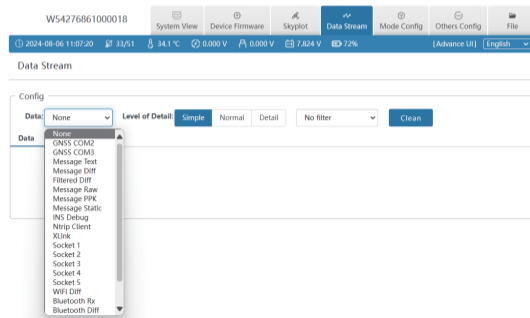 WS4276861000018
System View
Device Firmware
Skyplot
Data Stream
Mode Config
Others Config
File
2024-08-06 11:07:20 33/51 34.1 °C 0.000 V 0.000 V 7.824 V 72% [Advance UI] English
Data Stream
Config
Data: None Level of Detail: Simple Normal Detail No filter Clean
Data
None
GNSS COM2
GNSS COM3
Message Text
Message Diff
Filtered Diff
Message Raw
Message PPK
Message Static
INS Debug
Ntrip Client
XLink
Socket 1
Socket 2
Socket 3
Socket 4
Socket 5
WiFi Diff
Bluetooth Rx
Bluetooth Diff